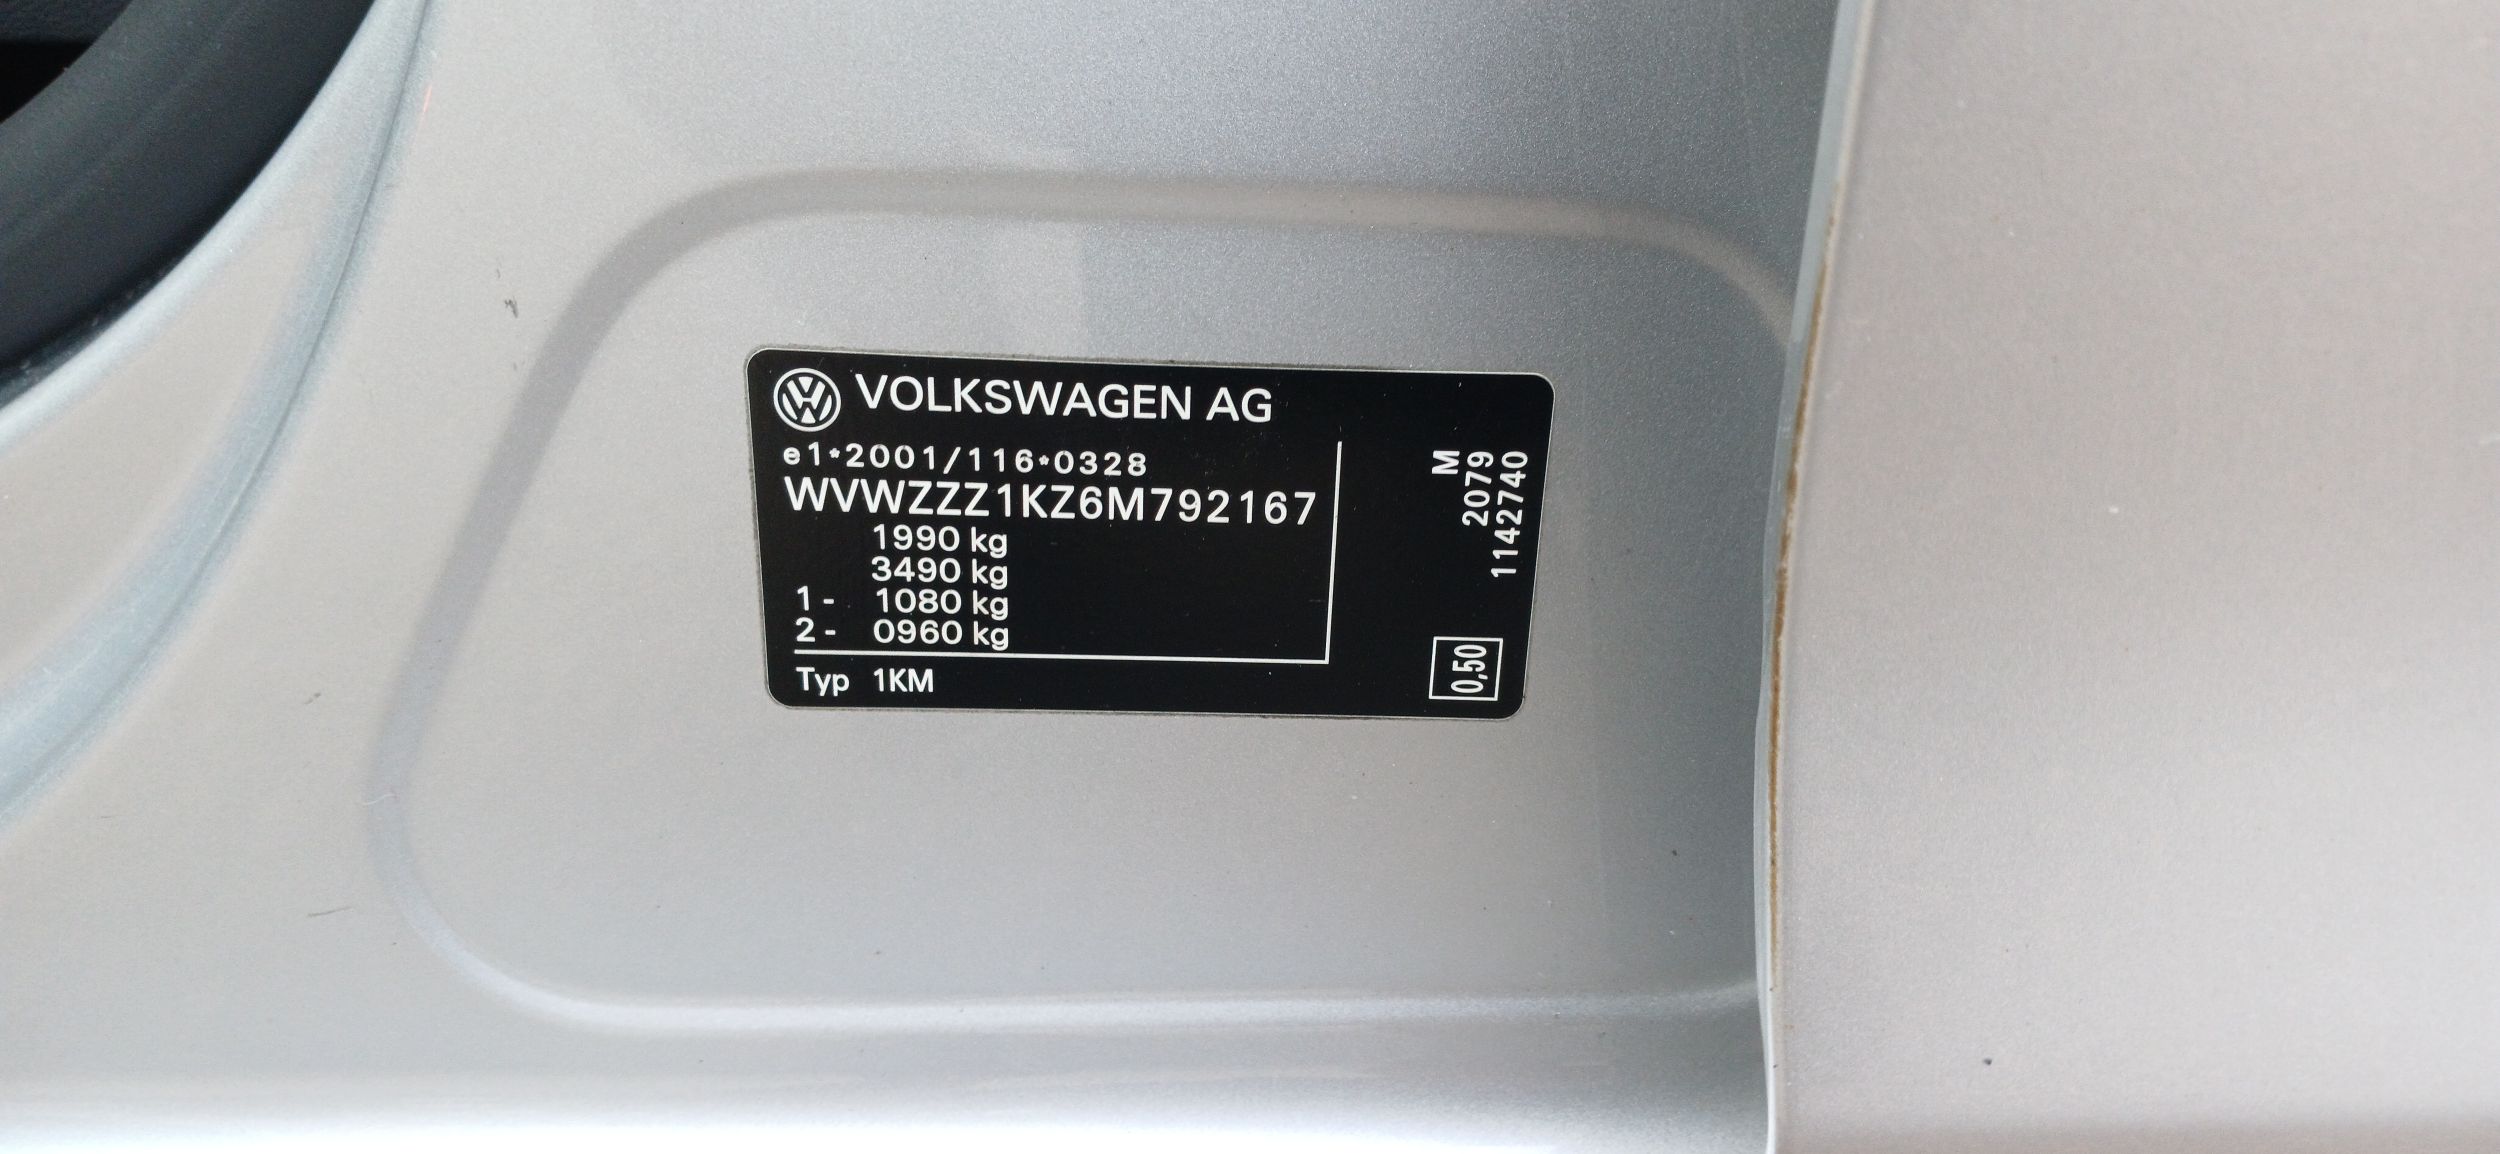 VOLKSWAGEN AG
e1*2001/116*0328
WVWZZZ1KZ6M792167
1990 kg
3490 kg
1- 1080 kg
2- 0960 kg
Typ 1KM
M
2079
1142740
0,50